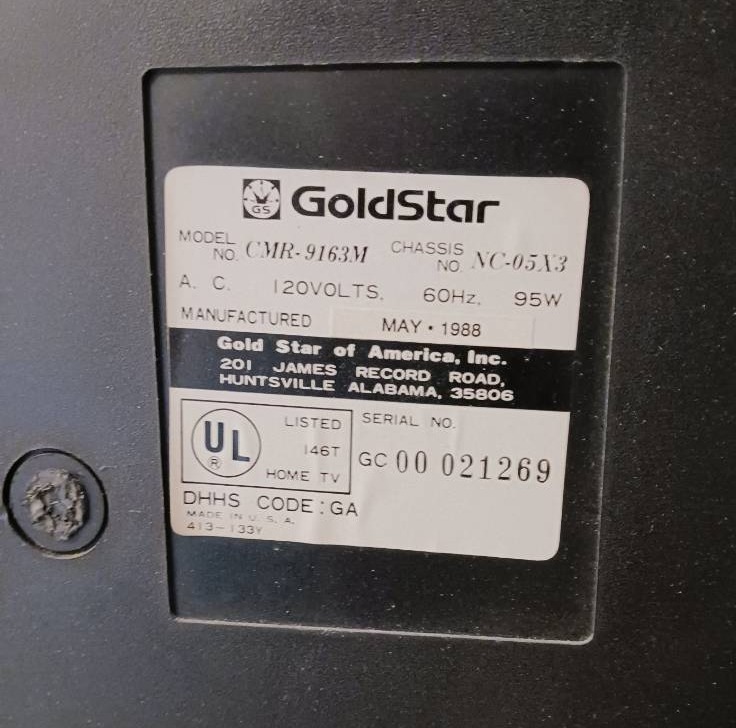 GS GoldStar
MODEL NO. CMR-9163M CHASSIS NO. NC-05X3
A. C. 120VOLTS, 60Hz, 95W
MANUFACTURED MAY • 1988
Gold Star of America, Inc.
201 JAMES RECORD ROAD,
HUNTSVILLE ALABAMA, 35806
UL ®
LISTED
146T
HOME TV
SERIAL NO.
GC 00 021269
DHHS CODE : GA
MADE IN U. S. A.
413-133Y